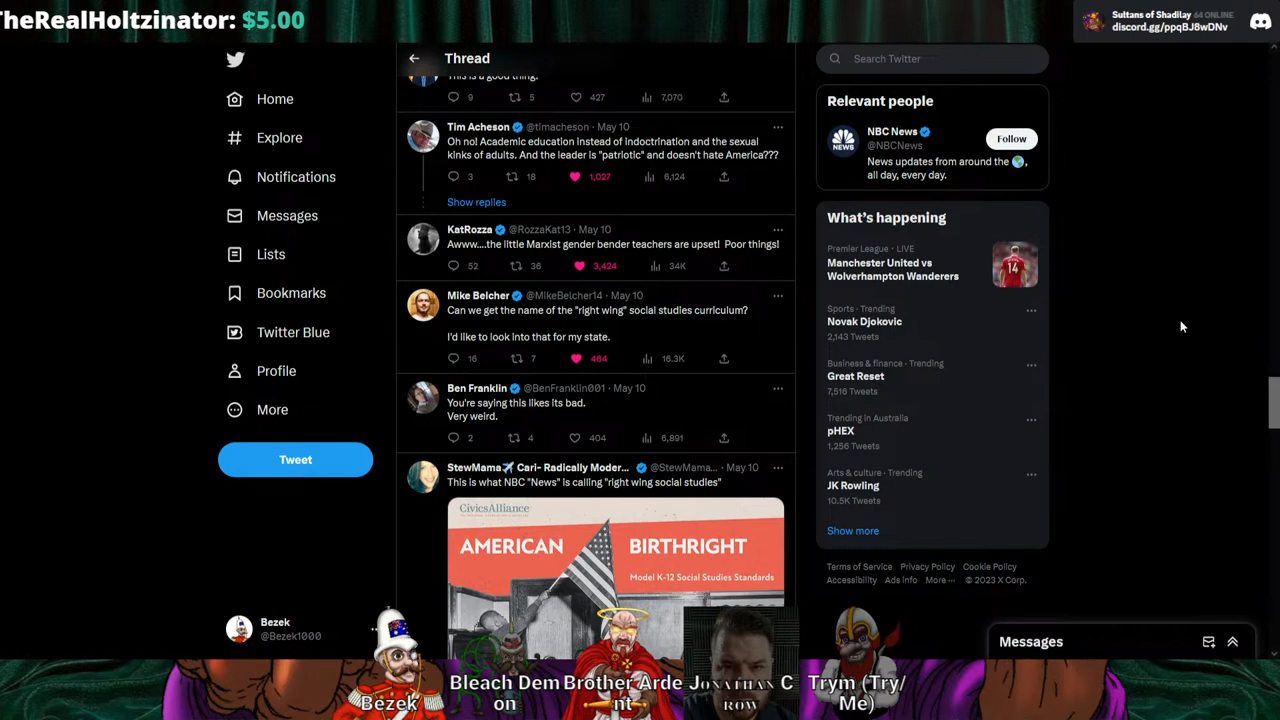 TheRealHoltzinator: $5.00
Sultans of Shadilay 64 ONLINE
discord.gg/ppqBJ8wDNv
Home
Explore
Notifications
Messages
Lists
Bookmarks
Twitter Blue
Profile
More
Tweet
Bezek
@Bezek1000
Thread
This is a good thing.
9 5 427 7,070
Tim Acheson @timacheson · May 10
Oh no! Academic education instead of indoctrination and the sexual
kinks of adults. And the leader is "patriotic" and doesn't hate America???
3 18 1,027 6,124
Show replies
KatRozza @RozzaKat13 · May 10
Awww....the little Marxist gender bender teachers are upset! Poor things!
52 36 3,424 34K
Mike Belcher @MikeBelcher14 · May 10
Can we get the name of the "right wing" social studies curriculum?
I'd like to look into that for my state.
16 7 464 16.3K
Ben Franklin @BenFranklin001 · May 10
You're saying this likes its bad.
Very weird.
2 4 404 6,891
StewMama Cari- Radically Moder... @StewMama... · May 10
This is what NBC "News" is calling "right wing social studies"
CivicsAlliance
AMERICAN BIRTHRIGHT
Model K-12 Social Studies Standards
Search Twitter
Relevant people
NEWS
NBC News
@NBCNews
Follow
News updates from around the 🌎,
all day, every day.
What's happening
Premier League · LIVE
Manchester United vs
Wolverhampton Wanderers
14
Sports · Trending
Novak Djokovic
2,143 Tweets
Business & finance · Trending
Great Reset
7,516 Tweets
Trending in Australia
pHEX
1,256 Tweets
Arts & culture · Trending
JK Rowling
10.5K Tweets
Show more
Terms of Service Privacy Policy Cookie Policy
Accessibility Ads info More ··· © 2023 X Corp.
Messages
Bezek
Bleach Dem
on
Brother Arde
nt
Jonathan C
row
Trym (Try/
Me)